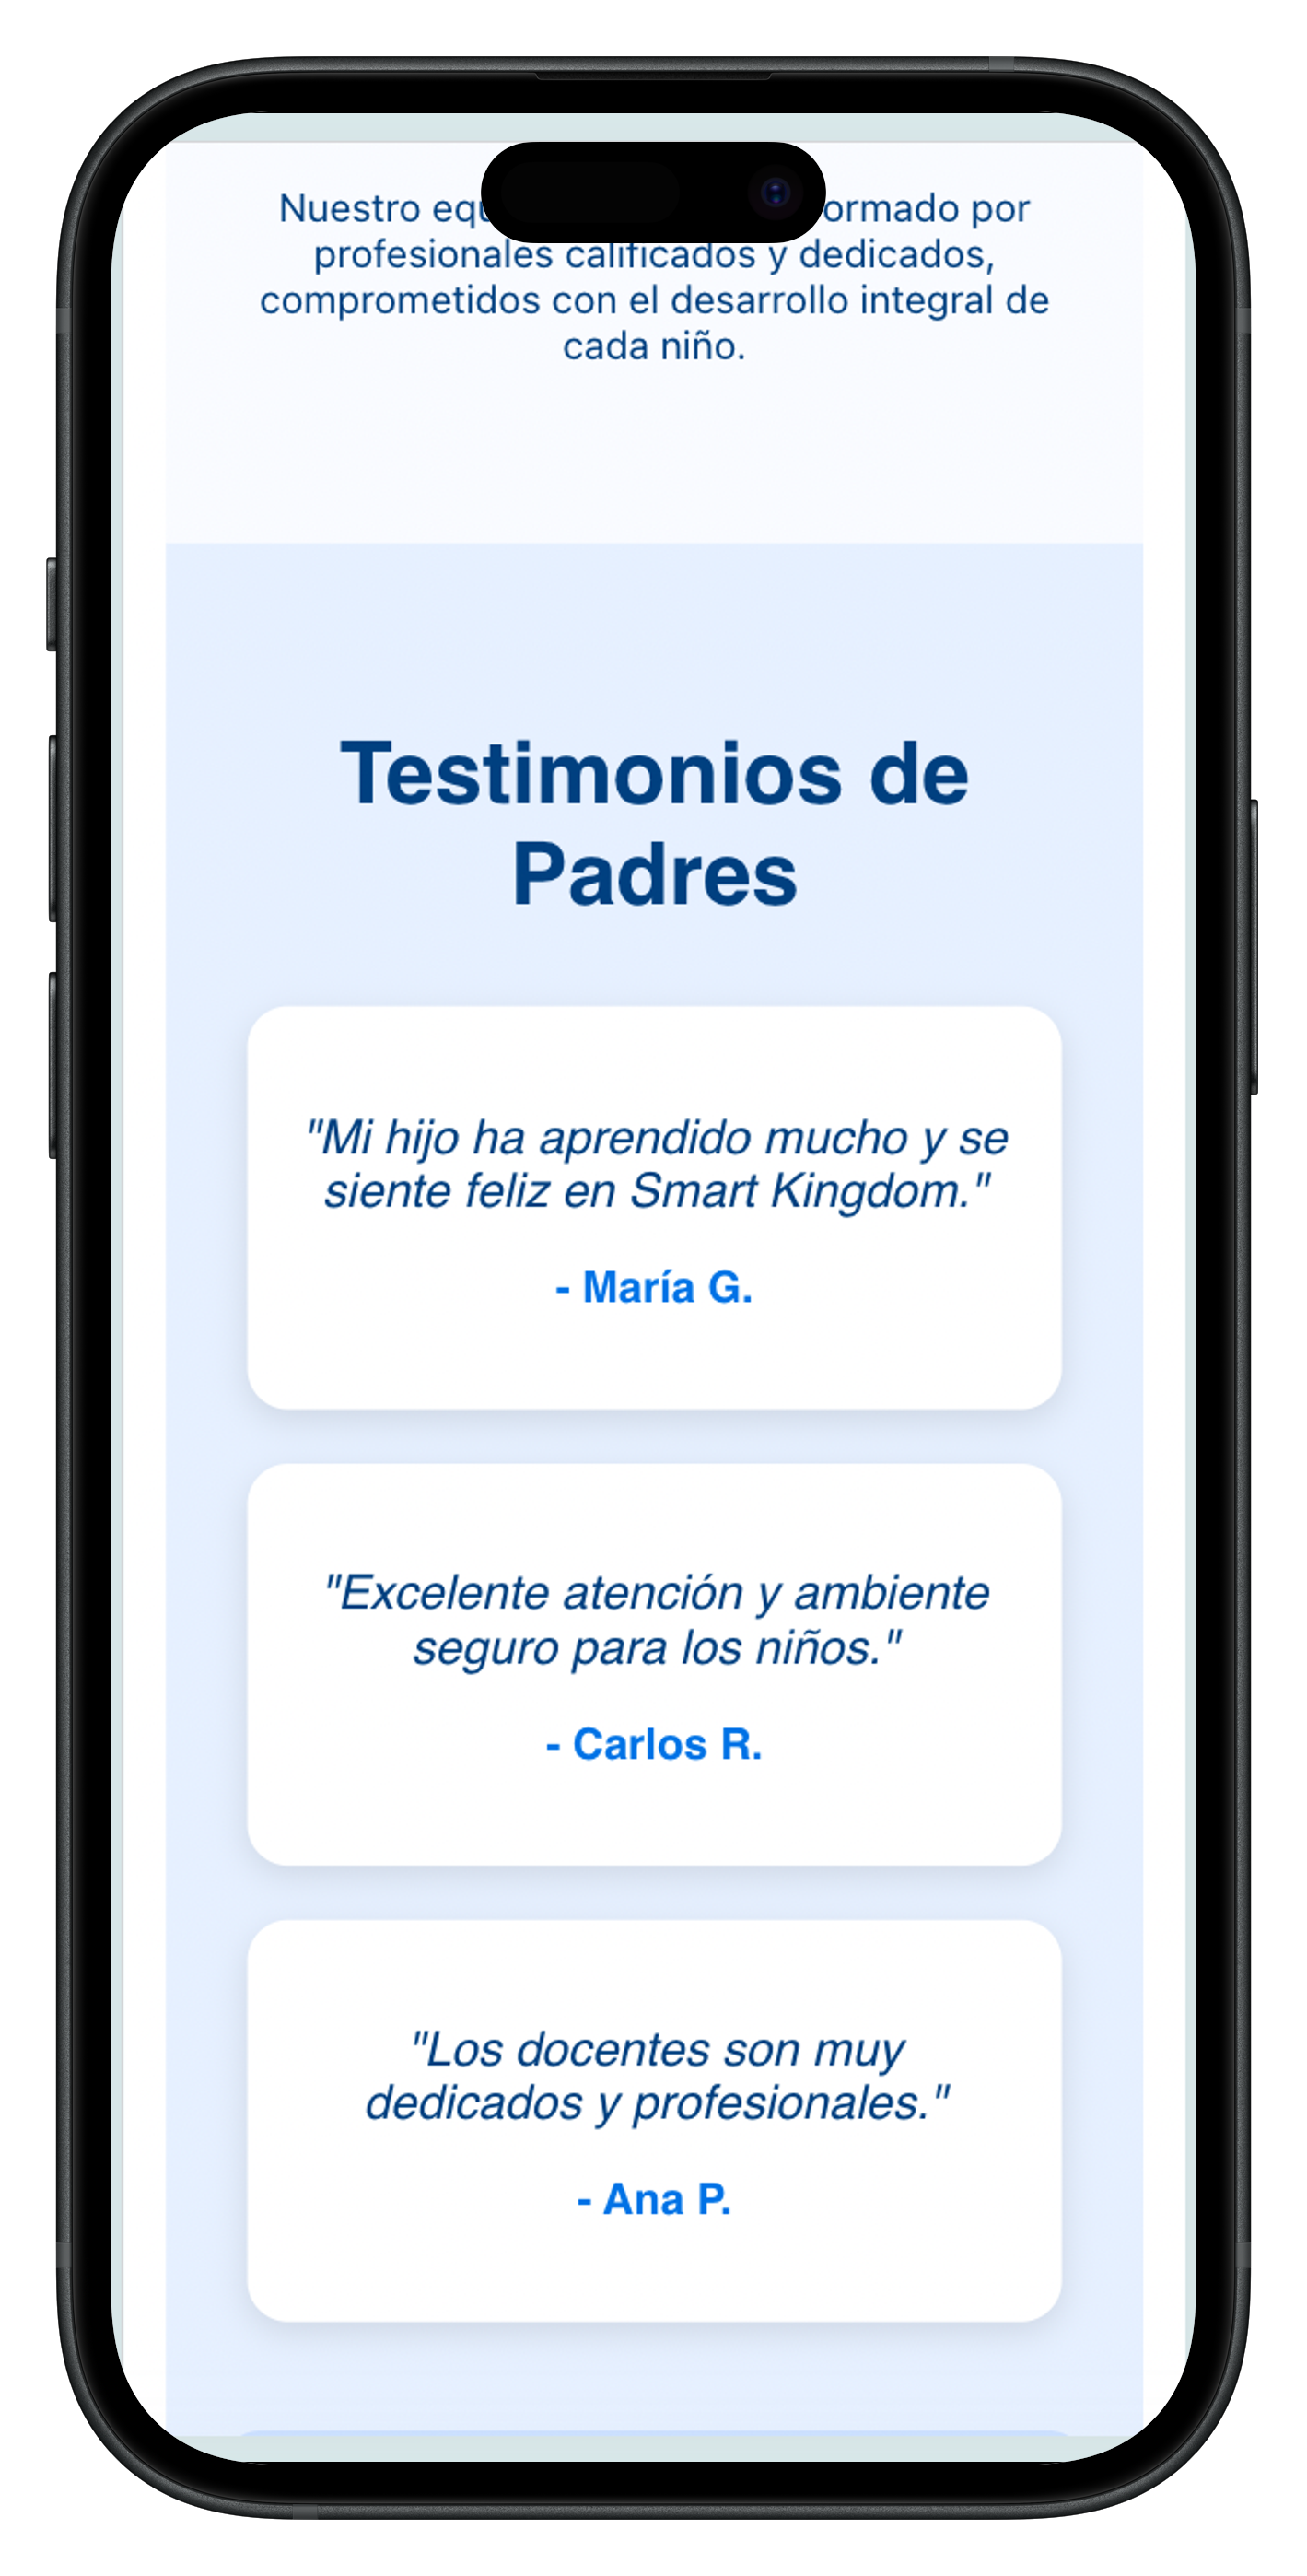 Nuestro ormado por
profesionales calificados y dedicados,
comprometidos con el desarrollo integral de
cada niño.
Testimonios de
Padres
"Mi hijo ha aprendido mucho y se
siente feliz en Smart Kingdom."
- María G.
"Excelente atención y ambiente
seguro para los niños."
- Carlos R.
"Los docentes son muy
dedicados y profesionales."
- Ana P.